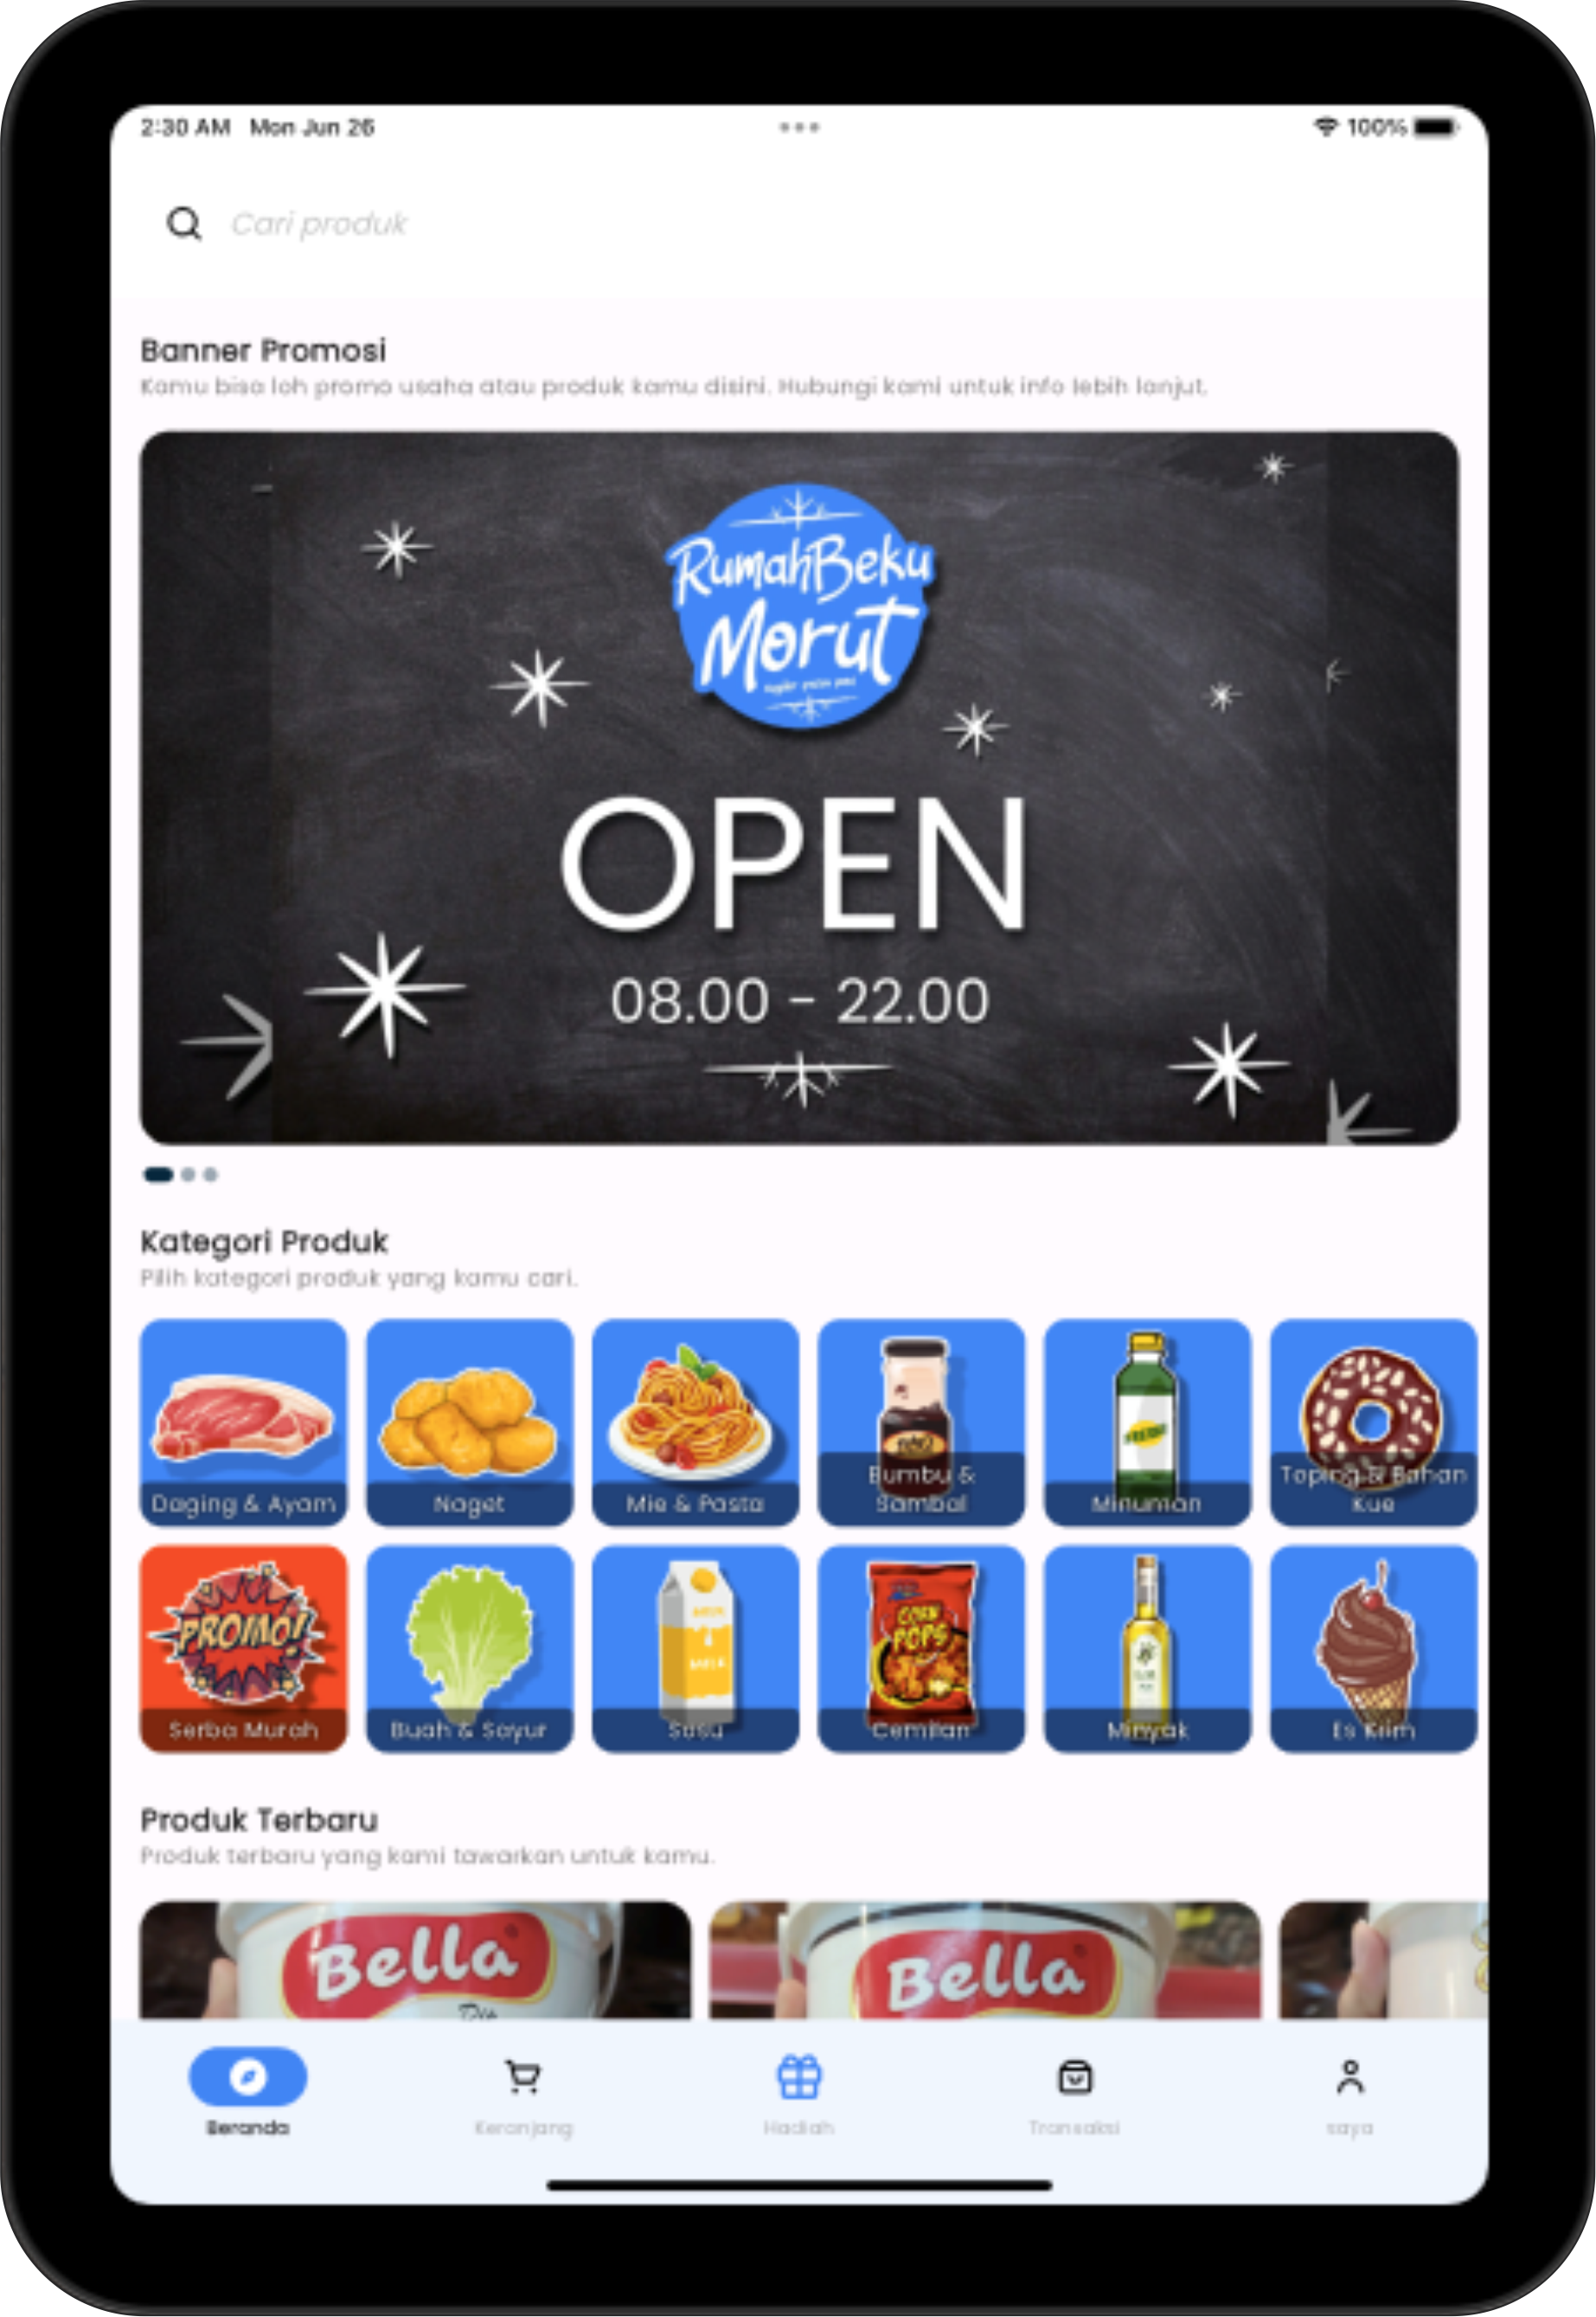 2:30 AM Mon Jun 26
100%
Cari produk
Banner Promosi
Kamu bisa loh promo usaha atau produk kamu disini. Hubungi kami untuk info lebih lanjut.
RumahBeku
Morut
OPEN
08.00 - 22.00
Kategori Produk
Pilih kategori produk yang kamu cari.
CORN
POPS
Daging & Ayam
Naget
Mie & Pasta
Bumbu &
Sambal
Minuman
Toping & Bahan
Kue
PROMO!
Serba Murah
Buah & Sayur
Susu
Cemilan
Minyak
Es Krim
Produk Terbaru
Produk terbaru yang kami tawarkan untuk kamu.
Bella
Bella
Beranda
Keranjang
Hadiah
Transaksi
saya